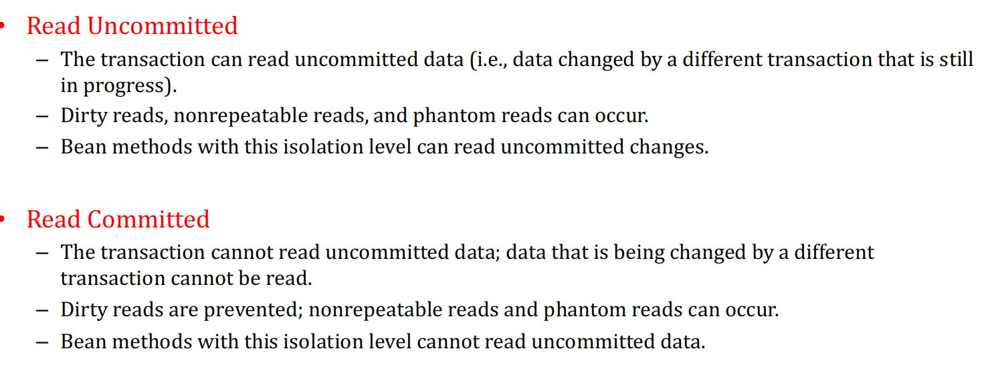 • Read Uncommitted
– The transaction can read uncommitted data (i.e., data changed by a different transaction that is still
in progress).
– Dirty reads, nonrepeatable reads, and phantom reads can occur.
– Bean methods with this isolation level can read uncommitted changes.
• Read Committed
– The transaction cannot read uncommitted data; data that is being changed by a different
transaction cannot be read.
– Dirty reads are prevented; nonrepeatable reads and phantom reads can occur.
– Bean methods with this isolation level cannot read uncommitted data.